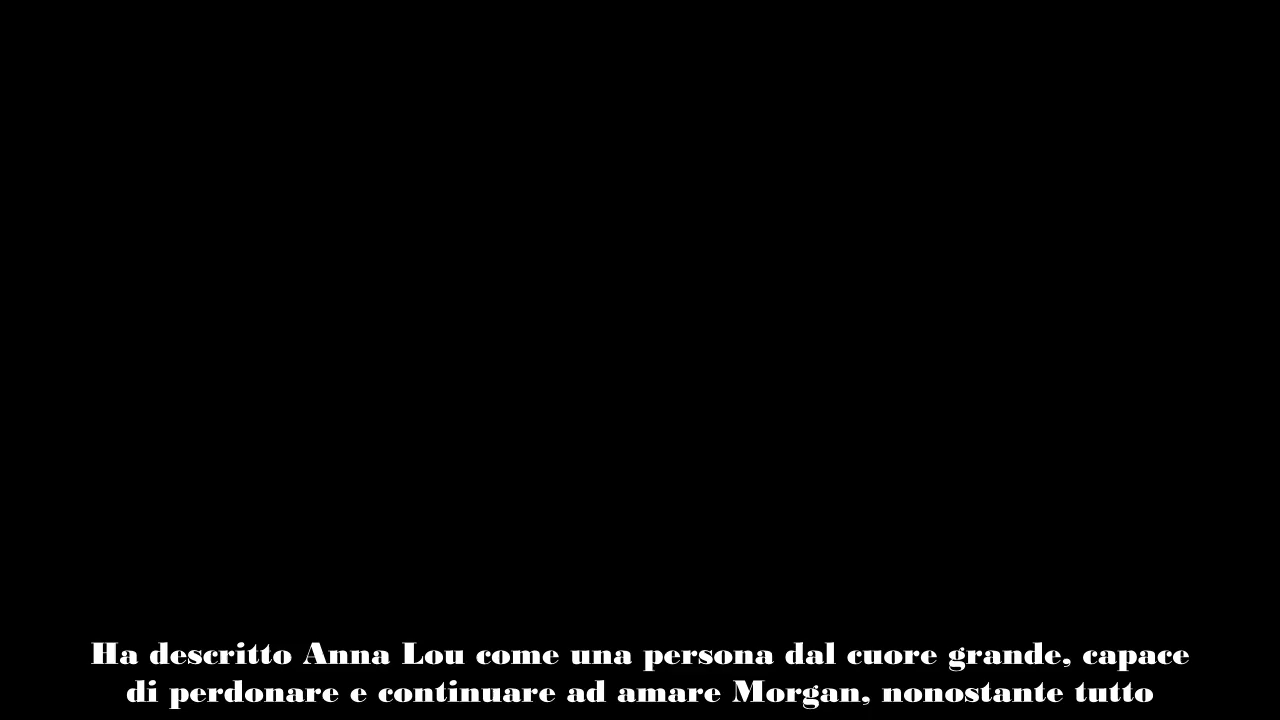 Ha descritto Anna Lou come una persona dal cuore grande, capace
di perdonare e continuare ad amare Morgan, nonostante tutto